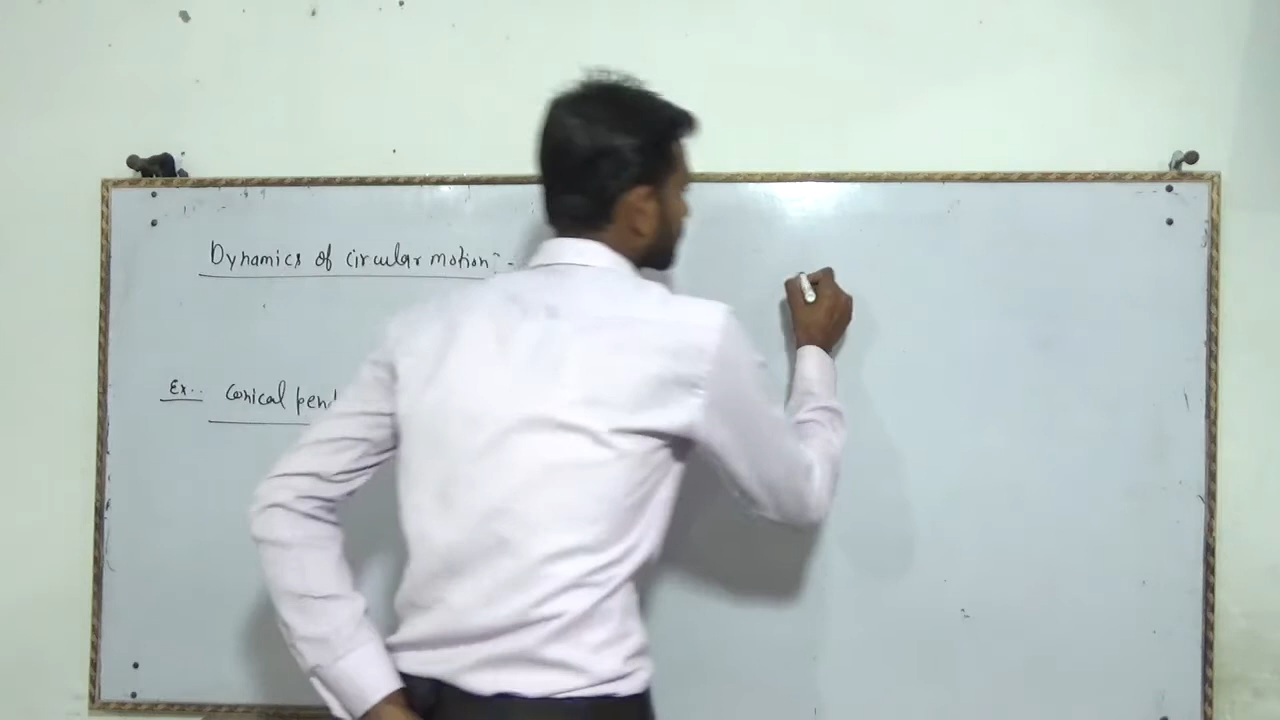 Dynamics of circular motion :-
Ex.. Conical